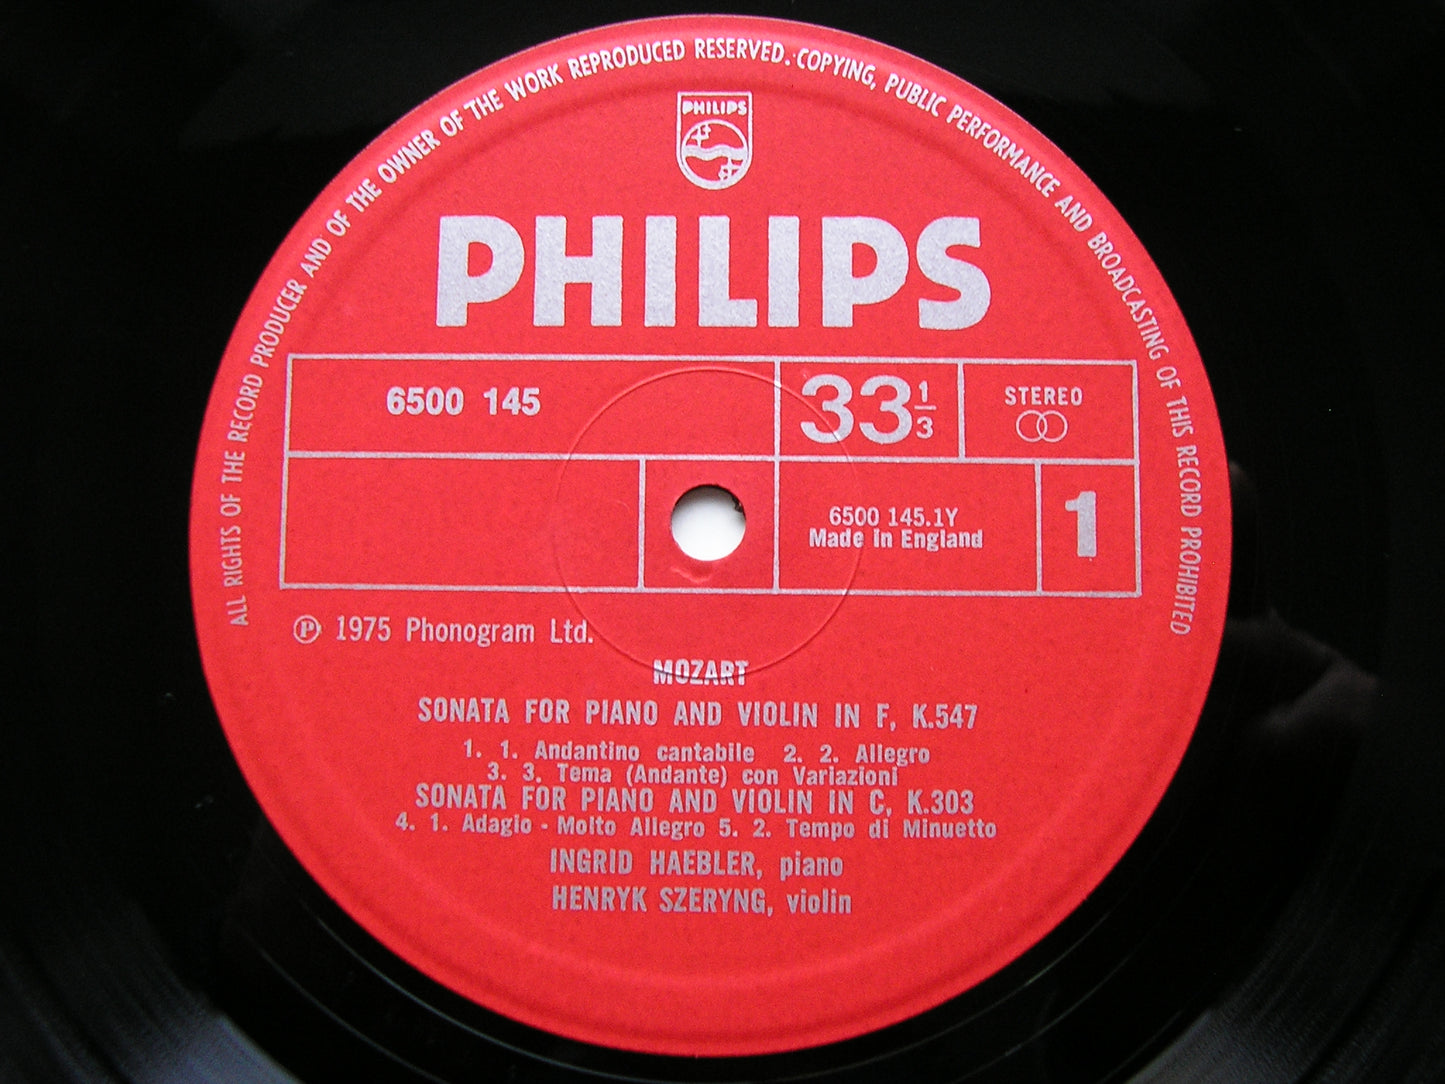 ALL RIGHTS OF THE RECORD PRODUCER AND OF THE OWNER OF THE WORK REPRODUCED RESERVED. COPYING, PUBLIC PERFORMANCE AND BROADCASTING OF THIS RECORD PROHIBITED
PHILIPS
PHILIPS
6500 145
33 1/3
STEREO
6500 145.1Y
Made in England
1
Ⓟ 1975 Phonogram Ltd.
MOZART
SONATA FOR PIANO AND VIOLIN IN F, K.547
1. 1. Andantino cantabile 2. 2. Allegro
3. 3. Tema (Andante) con Variazioni
SONATA FOR PIANO AND VIOLIN IN C, K.303
4. 1. Adagio - Molto Allegro 5. 2. Tempo di Minuetto
INGRID HAEBLER, piano
HENRYK SZERYNG, violin